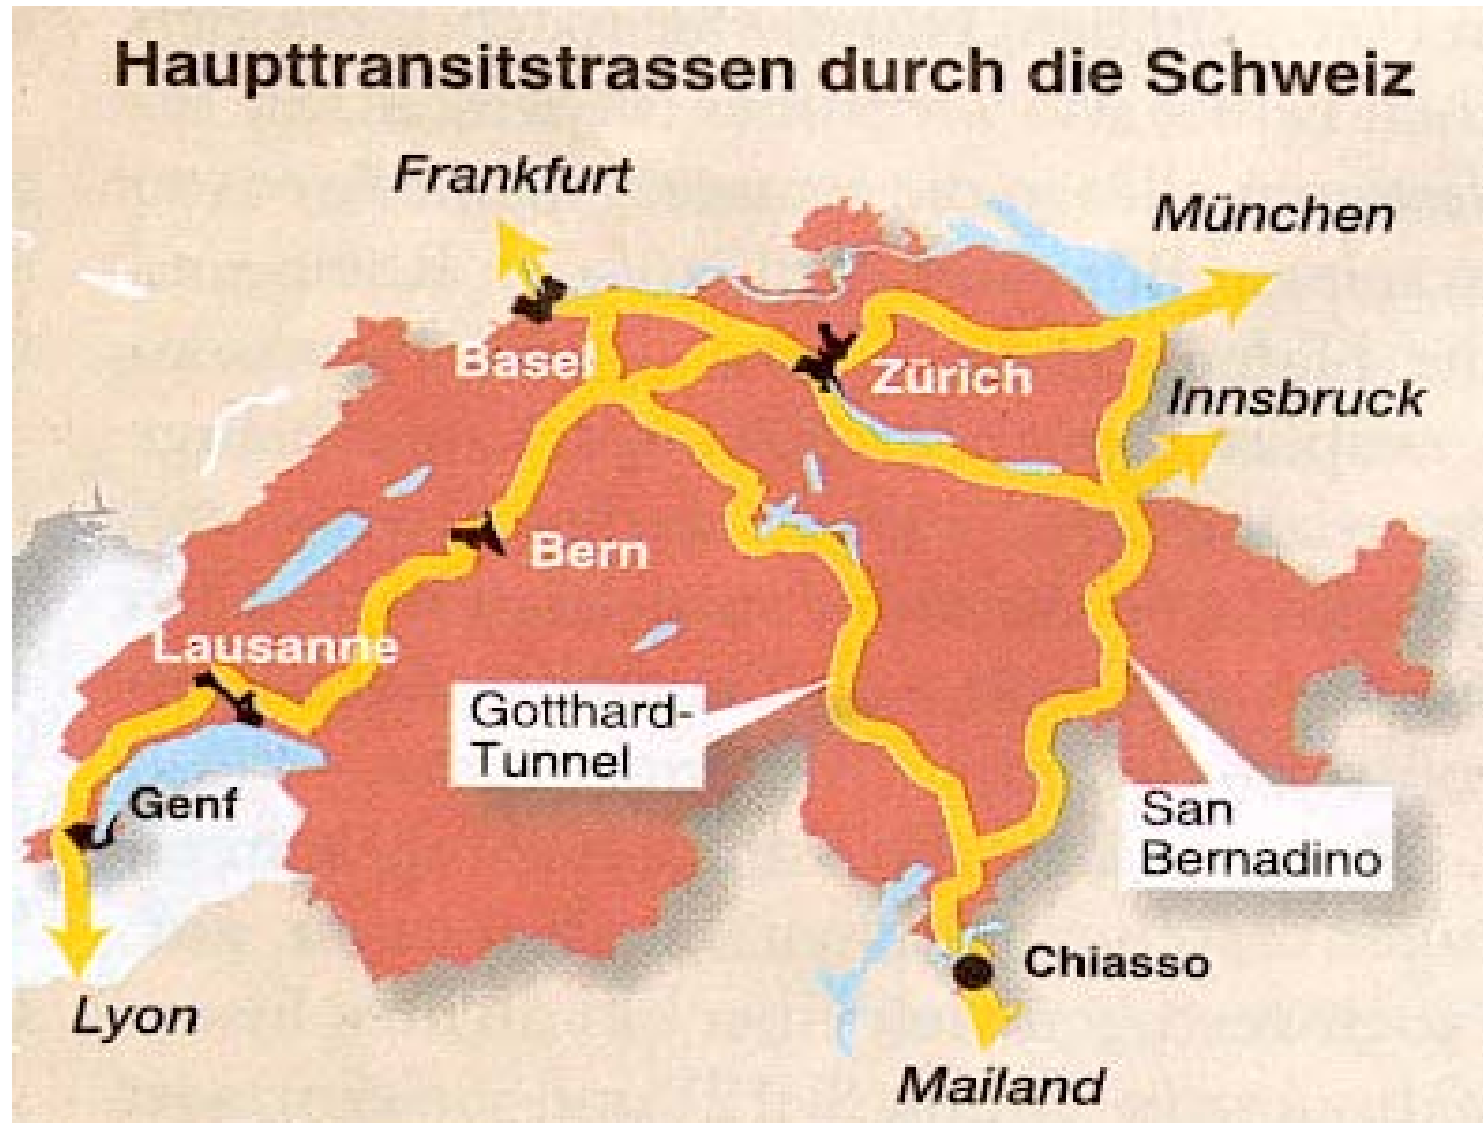 Haupttransitstrassen durch die Schweiz
Frankfurt
München
Basel
Zürich
Innsbruck
Bern
Lausanne
Gotthard-
Tunnel
Genf
San
Bernadino
Chiasso
Lyon
Mailand